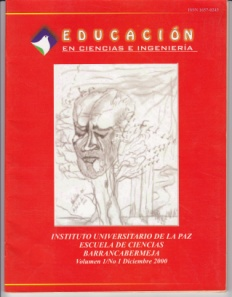 EDUCACIÓN
EN CIENCIAS E INGENIERÍA
INSTITUTO UNIVERSITARIO DE LA PAZ
ESCUELA DE CIENCIAS
BARRANCABERMEJA
Volumen 1/No 1 Diciembre 2000